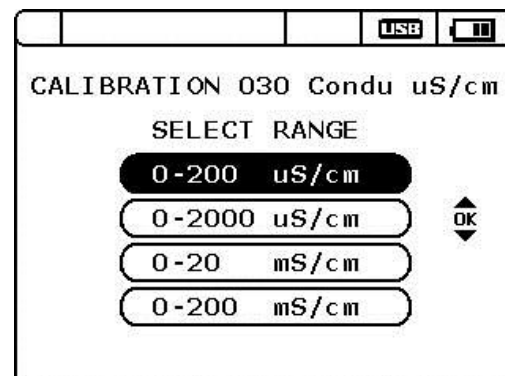 USB
CALIBRATION 030 Condu uS/cm
SELECT RANGE
0-200 uS/cm
0-2000 uS/cm
OK
0-20 mS/cm
0-200 mS/cm